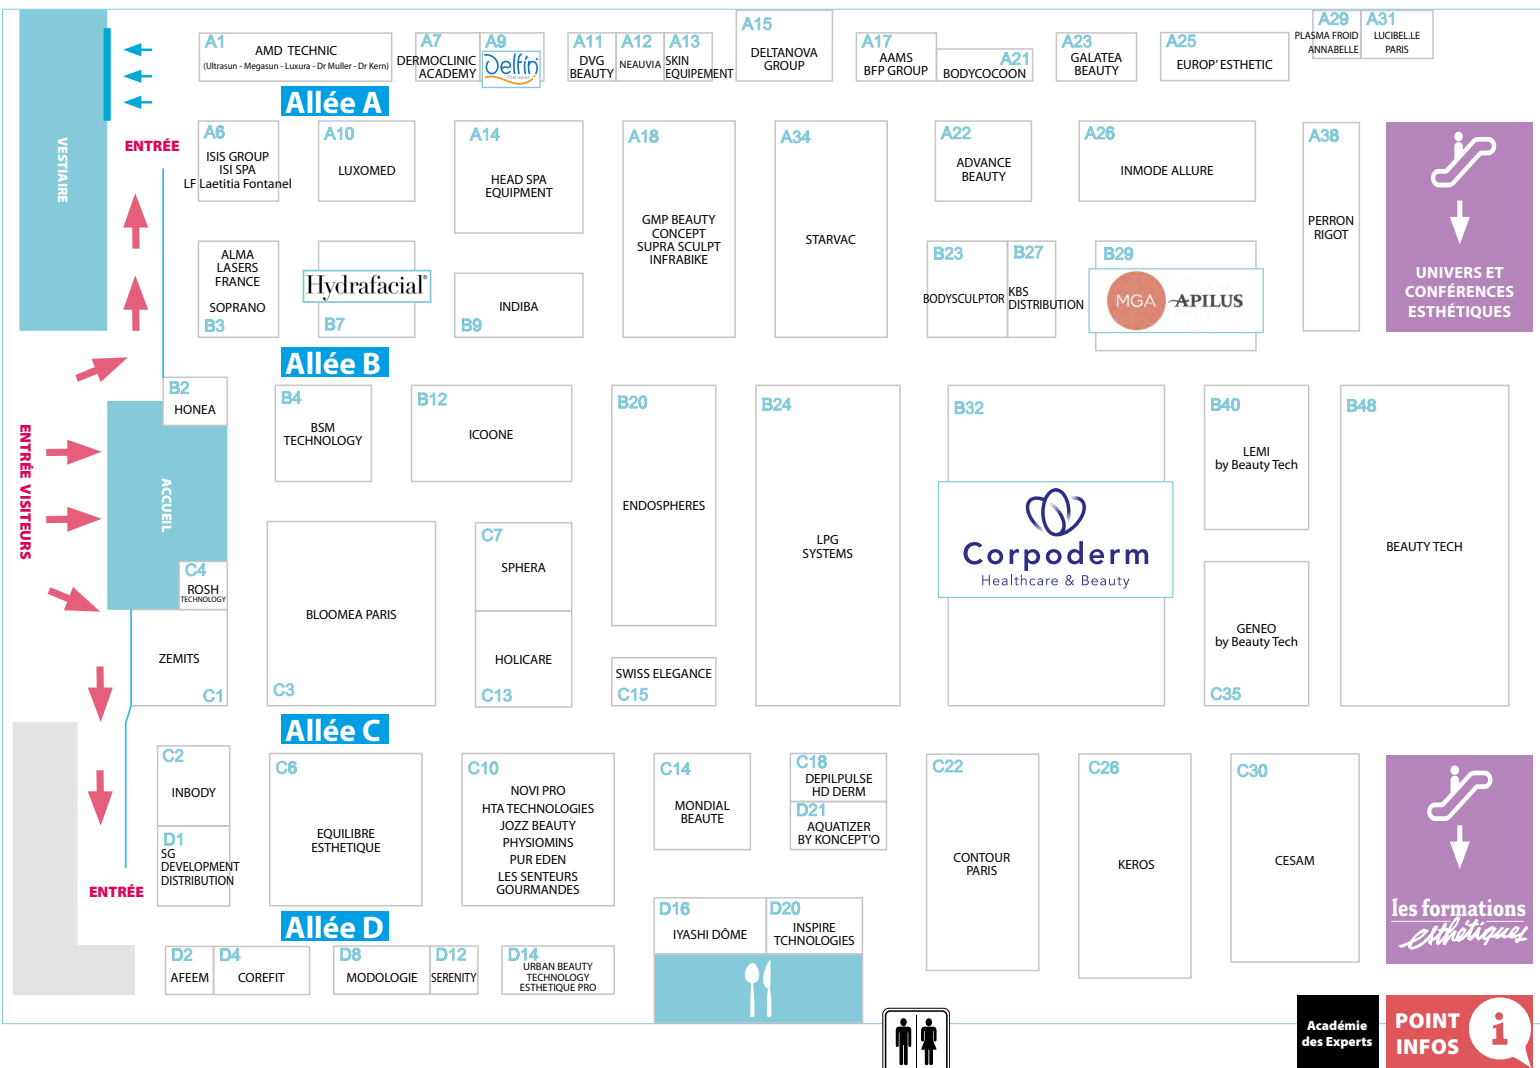 A1
AMD TECHNIC
(Ultrasun - Megasun - Luxura - Dr Muller - Dr Kern)
A7
DERMOCLINIC
ACADEMY
A9
Delfin
Thérapies
A11
DVG
BEAUTY
A12
NEAUVIA
A13
SKIN
EQUIPEMENT
A15
DELTANOVA
GROUP
A17
AAMS
BFP GROUP
A21
BODYCOCOON
A23
GALATEA
BEAUTY
A25
EUROP' ESTHETIC
A29
PLASMA FROID
ANNABELLE
A31
LUCIBEL.LE
PARIS
Allée A
VESTIAIRE
ENTRÉE
A6
ISIS GROUP
ISI SPA
LF Laetitia Fontanel
A10
LUXOMED
A14
HEAD SPA
EQUIPMENT
A18
GMP BEAUTY
CONCEPT
SUPRA SCULPT
INFRABIKE
A34
STARVAC
A22
ADVANCE
BEAUTY
A26
INMODE ALLURE
A38
PERRON
RIGOT
UNIVERS ET
CONFÉRENCES
ESTHÉTIQUES
ALMA
LASERS
FRANCE
SOPRANO
B3
Hydrafacial®
B7
INDIBA
B9
B23
BODYSCULPTOR
B27
KBS
DISTRIBUTION
B29
MGA
APILUS
Allée B
B2
HONEA
ENTRÉE VISITEURS
ACCUEIL
B4
BSM
TECHNOLOGY
B12
ICOONE
B20
ENDOSPHERES
B24
LPG
SYSTEMS
B32
Corpoderm
Healthcare & Beauty
B40
LEMI
by Beauty Tech
B48
BEAUTY TECH
C4
ROSH
TECHNOLOGY
ZEMITS
C1
BLOOMEA PARIS
C3
C7
SPHERA
HOLICARE
C13
SWISS ELEGANCE
C15
GENEO
by Beauty Tech
C35
Allée C
C2
INBODY
D1
SG
DEVELOPMENT
DISTRIBUTION
ENTRÉE
C6
EQUILIBRE
ESTHETIQUE
C10
NOVI PRO
HTA TECHNOLOGIES
JOZZ BEAUTY
PHYSIOMINS
PUR EDEN
LES SENTEURS
GOURMANDES
C14
MONDIAL
BEAUTE
C18
DEPILPULSE
HD DERM
D21
AQUATIZER
BY KONCEPT'O
C22
CONTOUR
PARIS
C26
KEROS
C30
CESAM
les formations
esthétiques
Allée D
D2
AFEEM
D4
COREFIT
D8
MODOLOGIE
D12
SERENITY
D14
URBAN BEAUTY
TECHNOLOGY
ESTHETIQUE PRO
D16
IYASHI DÔME
D20
INSPIRE
TCHNOLOGIES
Académie
des Experts
POINT
INFOS
i